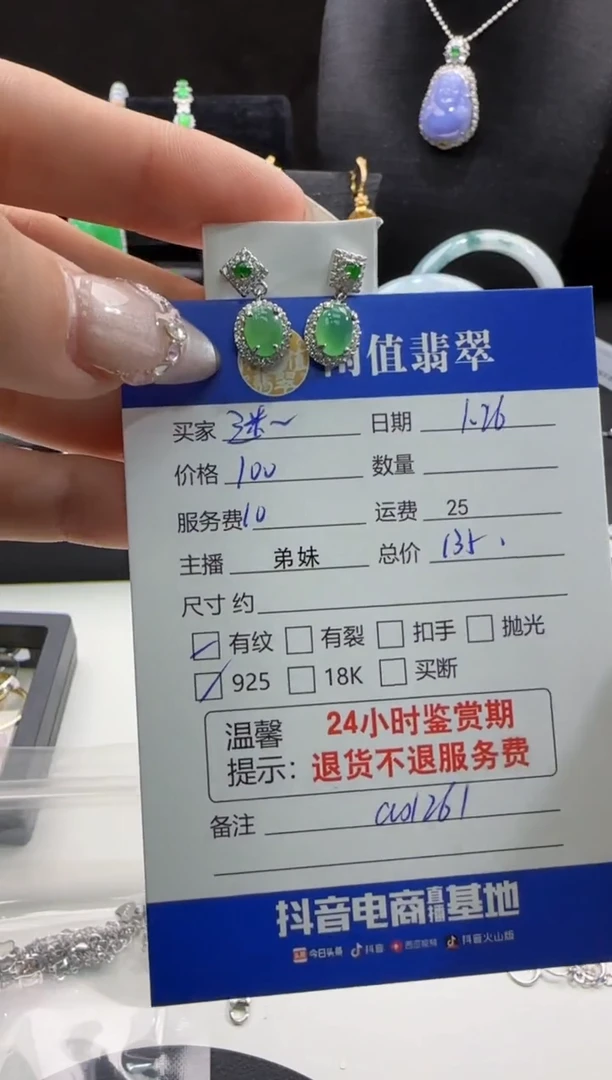 值翡翠
买家 日期 1.26
价格 100 数量
服务费 10 运费 25
主播 弟妹 总价 135.
尺寸 约
有纹 有裂 扣手 抛光
925 18K 买断
温馨 24小时鉴赏期
提示: 退货不退服务费
备注 a01261
抖音电商直播基地
今日头条 抖音 西瓜视频 抖音火山版